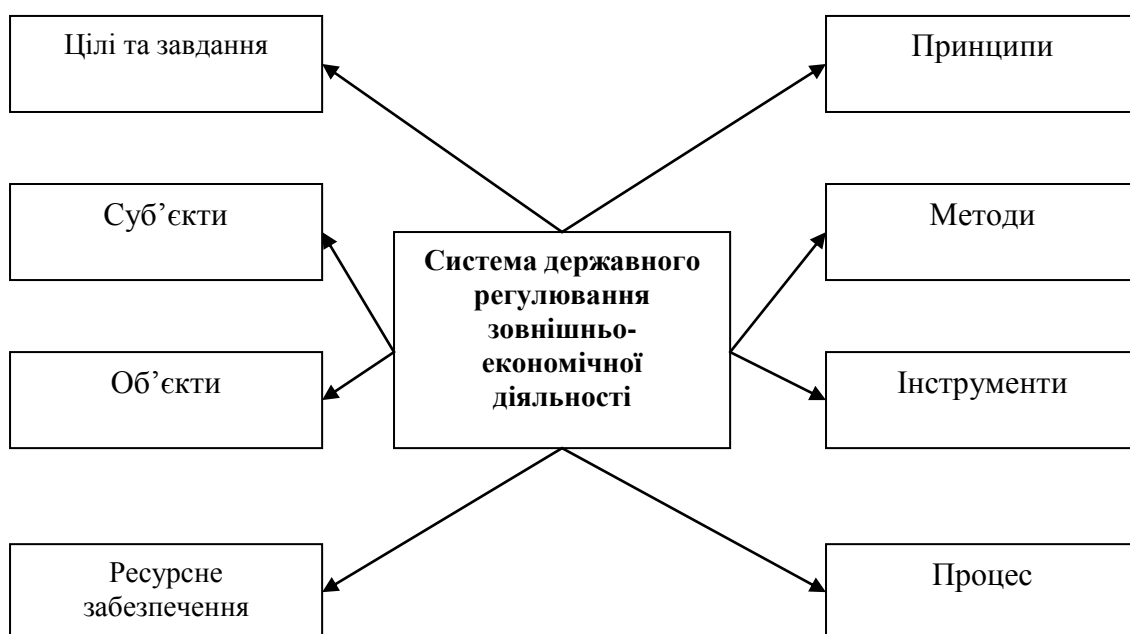 Цілі та завдання
Принципи
Суб’єкти
Методи
Система державного
регулювання
зовнішньо-
економічної
діяльності
Об’єкти
Інструменти
Ресурсне
забезпечення
Процес